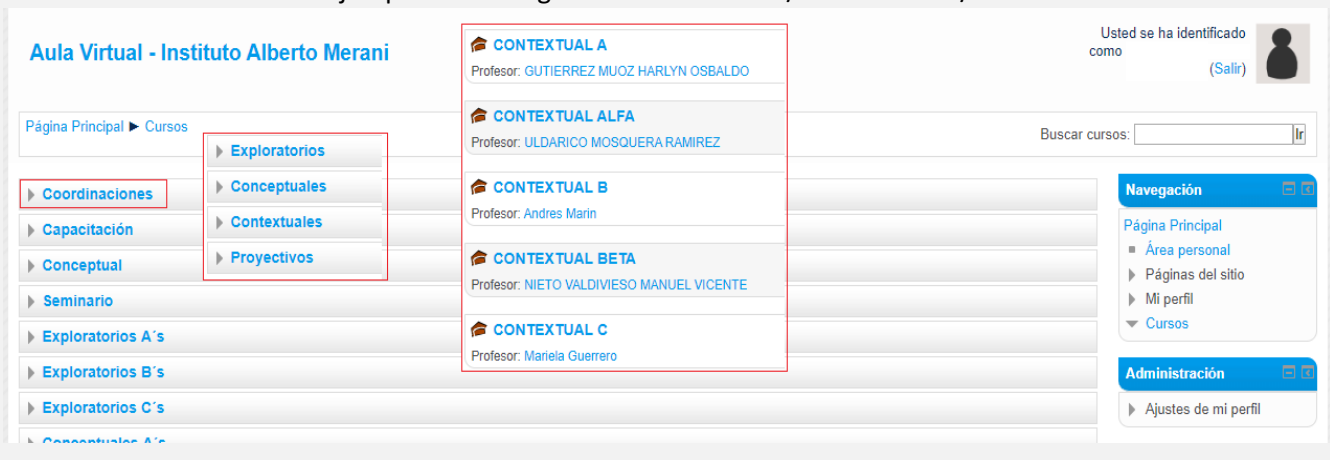 Aula Virtual - Instituto Alberto Merani
Usted se ha identificado
como
(Salir)
Página Principal ► Cursos
Buscar cursos:
Ir
Coordinaciones
Capacitación
Conceptual
Seminario
Exploratorios A´s
Exploratorios B´s
Exploratorios C´s
Conceptuales A´s
Exploratorios
Conceptuales
Contextuales
Proyectivos
CONTEXTUAL A
Profesor: GUTIERREZ MUOZ HARLYN OSBALDO
CONTEXTUAL ALFA
Profesor: ULDARICO MOSQUERA RAMIREZ
CONTEXTUAL B
Profesor: Andres Marin
CONTEXTUAL BETA
Profesor: NIETO VALDIVIESO MANUEL VICENTE
CONTEXTUAL C
Profesor: Mariela Guerrero
Navegación
Página Principal
Área personal
Páginas del sitio
Mi perfil
Cursos
Administración
Ajustes de mi perfil